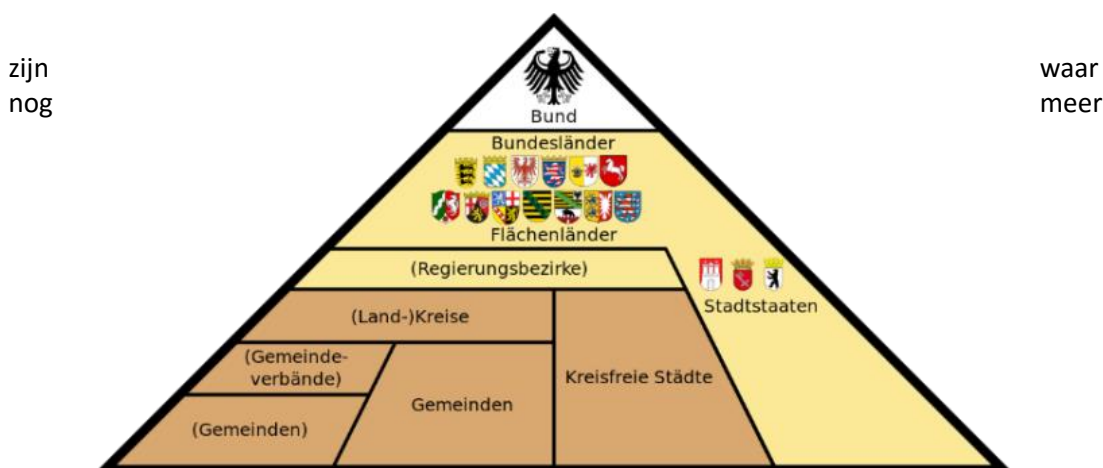 zijn
waar
nog
meer
Bund
Bundesländer
Flächenländer
(Regierungsbezirke)
Stadtstaaten
(Land-)Kreise
(Gemeinde-
verbände)
Kreisfreie Städte
Gemeinden
(Gemeinden)